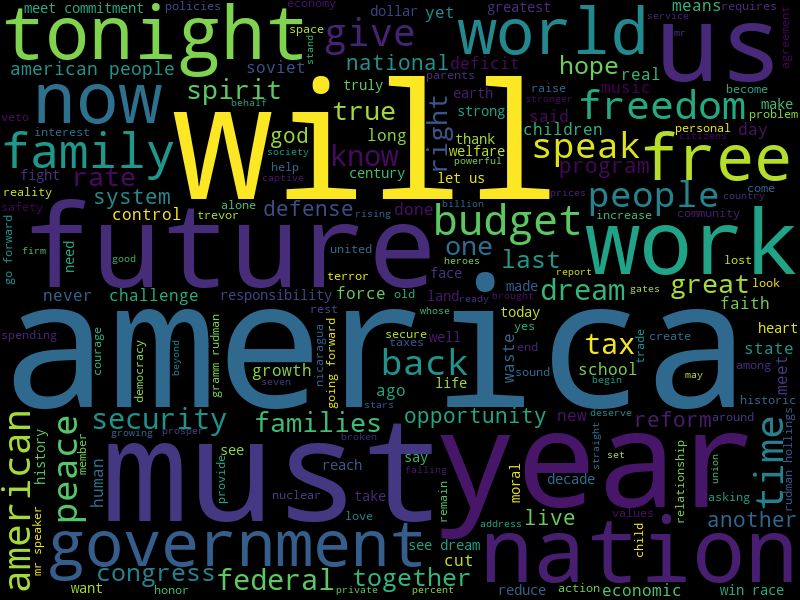 meet commitment policies economy greatest means requires
tonight give dollar yet world space us
american people soviet national deficit hope real service mr agreement
now spirit will truly parents earth raise music become stand
veto behalf true right strong stronger said freedom make problem
interest god long thank children personal day
family society know welfare speak free citizens
fight rate help century powerful program
reality system captive let us people come
safety control defense done billion prices country
go forward future trevor alone rising budget increase community work
firm need good united heroes one last report lost
never challenge terror face made dream gates great look
responsibility force old land ready brought faith
spending courage america rest secure whose today tax trade create heart
democracy beyond gramm rudman nicaragua going forward taxes well yes end waste state
growth back sound school among meet
seven ago life begin may
stars opportunity new deserve historic
american security families reform around
history peace member growing prosper must broken say year straight time rudman hollings
human see reach falling moral decade set relationship union
provide nuclear take remain values asking
mr speaker love address live child another
government see dream cut nation
congress federal together
want honor private percent reduce action economic win race